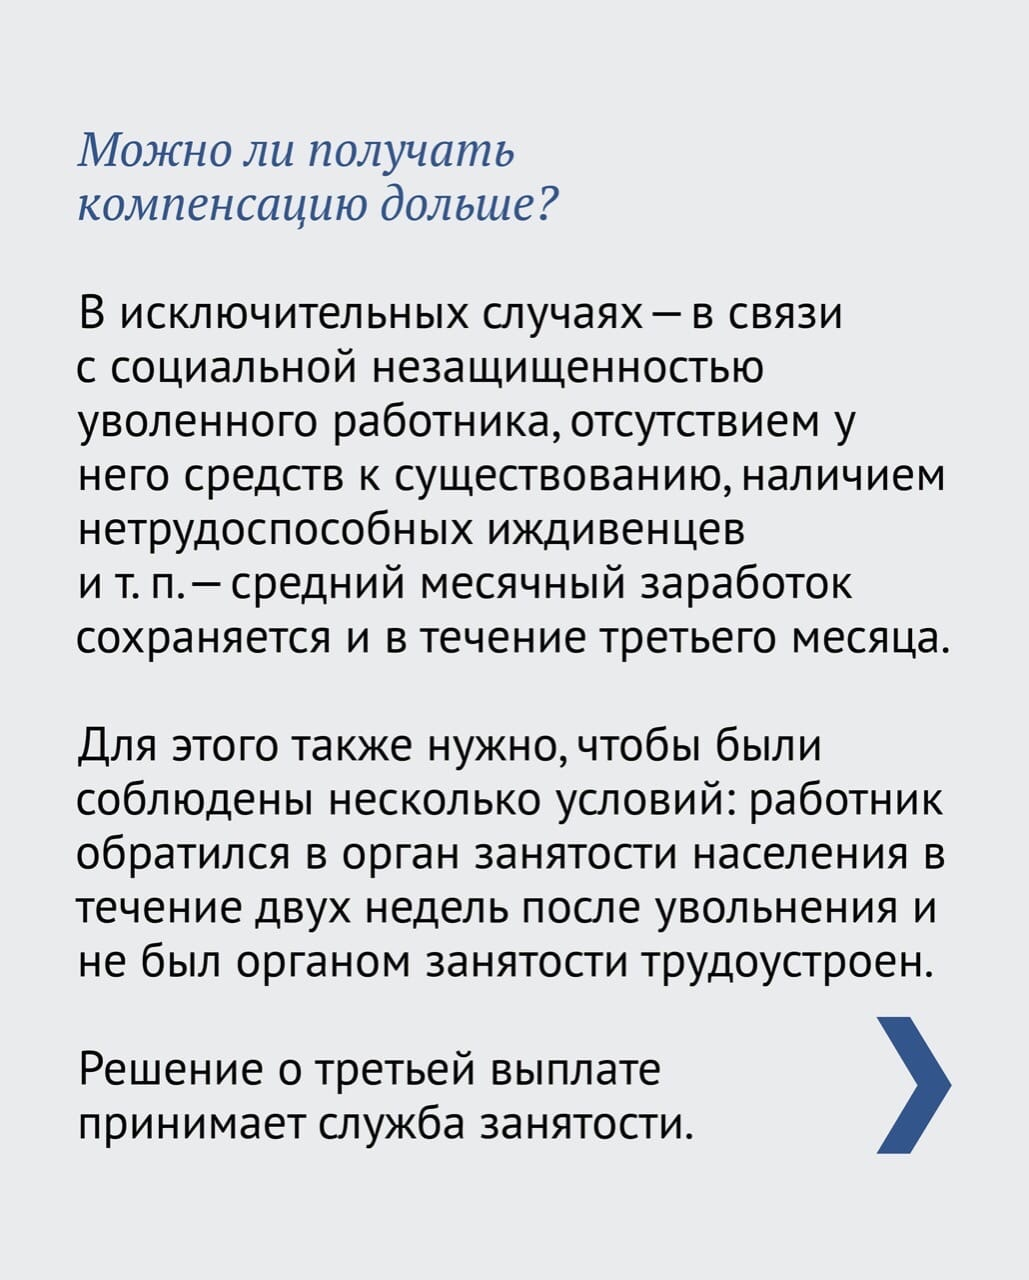 Можно ли получать
компенсацию дольше?
В исключительных случаях — в связи
с социальной незащищенностью
уволенного работника, отсутствием у
него средств к существованию, наличием
нетрудоспособных иждивенцев
и т. п. — средний месячный заработок
сохраняется и в течение третьего месяца.
Для этого также нужно, чтобы были
соблюдены несколько условий: работник
обратился в орган занятости населения в
течение двух недель после увольнения и
не был органом занятости трудоустроен.
Решение о третьей выплате
принимает служба занятости.